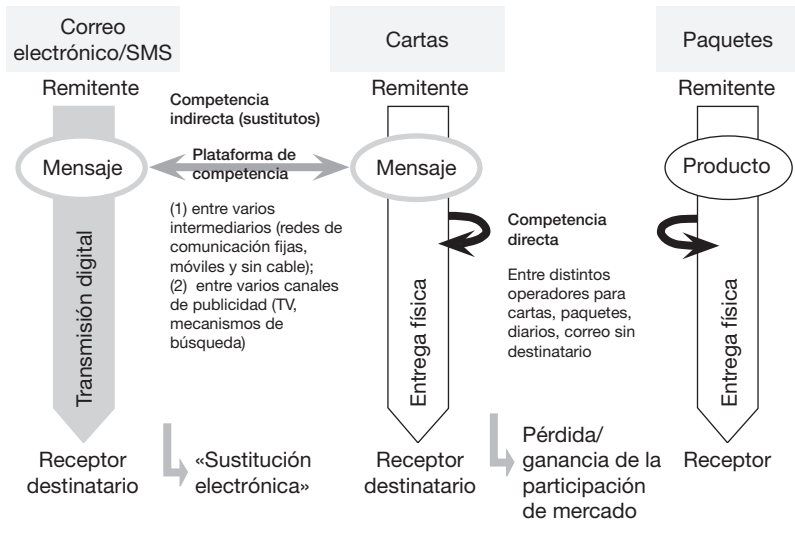 Correo
electrónico/SMS
Remitente
Mensaje
Transmisión digital
Receptor
destinatario
Competencia
indirecta (sustitutos)
Plataforma de
competencia
(1) entre varios
intermediarios (redes de
comunicación fijas,
móviles y sin cable);
(2) entre varios canales
de publicidad (TV,
mecanismos de
búsqueda)
«Sustitución
electrónica»
Cartas
Remitente
Mensaje
Entrega física
Receptor
destinatario
Competencia
directa
Entre distintos
operadores para
cartas, paquetes,
diarios, correo sin
destinatario
Pérdida/
ganancia de la
participación
de mercado
Paquetes
Remitente
Producto
Entrega física
Receptor